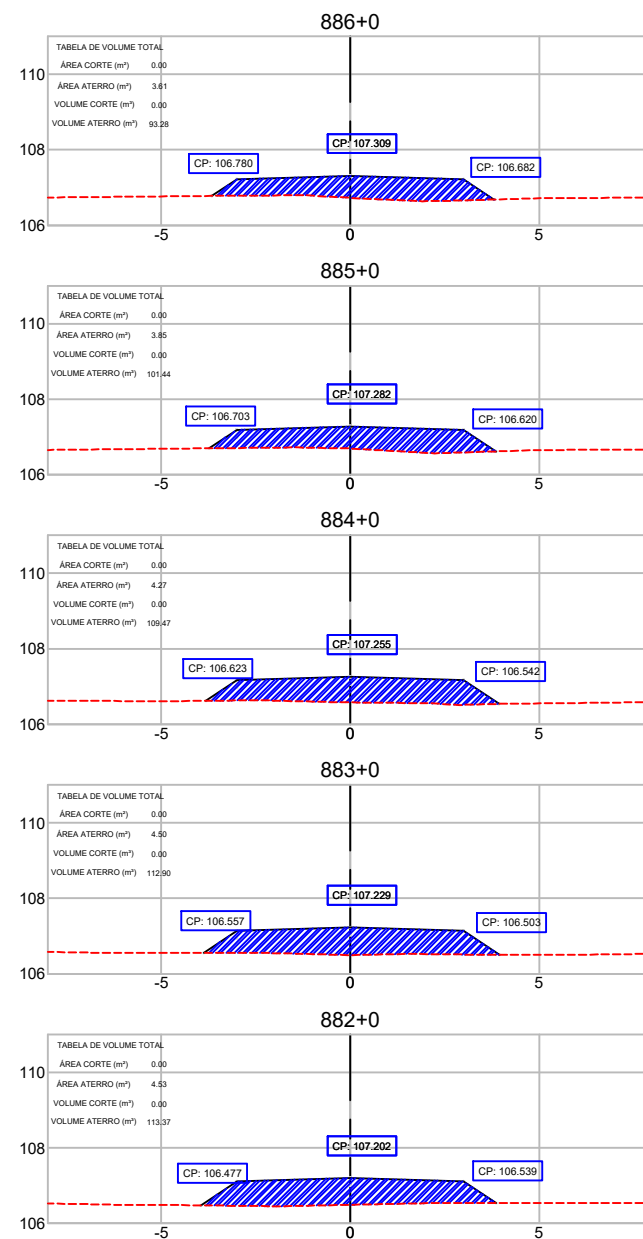 886+0
110
TABELA DE VOLUME TOTAL
ÁREA CORTE (m²) 0.00
ÁREA ATERRO (m²) 3.61
VOLUME CORTE (m³) 0.00
VOLUME ATERRO (m³) 93.28
CP: 107.309
108
CP: 106.780
CP: 106.682
106
-5 0 5
885+0
TABELA DE VOLUME TOTAL
ÁREA CORTE (m²) 0.00
110
ÁREA ATERRO (m²) 3.85
VOLUME CORTE (m³) 0.00
VOLUME ATERRO (m³) 101.44
CP: 107.282
108
CP: 106.703
CP: 106.620
106
-5 0 5
884+0
TABELA DE VOLUME TOTAL
ÁREA CORTE (m²) 0.00
110
ÁREA ATERRO (m²) 4.27
VOLUME CORTE (m³) 0.00
VOLUME ATERRO (m³) 109.47
CP: 107.255
108
CP: 106.623
CP: 106.542
106
-5 0 5
883+0
TABELA DE VOLUME TOTAL
ÁREA CORTE (m²) 0.00
110
ÁREA ATERRO (m²) 4.50
VOLUME CORTE (m³) 0.00
VOLUME ATERRO (m³) 112.90
CP: 107.229
108
CP: 106.557
CP: 106.503
106
-5 0 5
882+0
TABELA DE VOLUME TOTAL
ÁREA CORTE (m²) 0.00
110
ÁREA ATERRO (m²) 4.53
VOLUME CORTE (m³) 0.00
VOLUME ATERRO (m³) 113.37
CP: 107.202
108
CP: 106.477
CP: 106.539
106
-5 0 5